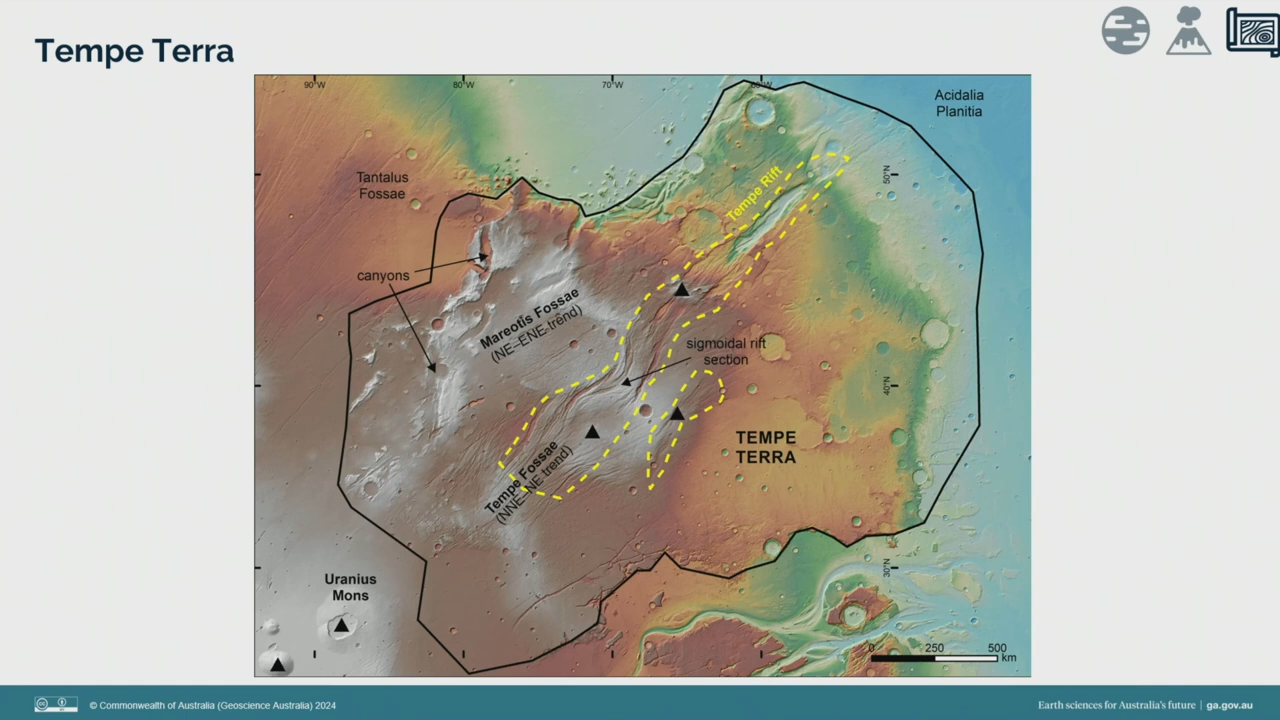 Tempe Terra
90°W
80°W
70°W
60°W
Acidalia
Planitia
Tantalus
Fossae
50°N
Tempe Rift
canyons
Mareotis Fossae
(NE–ENE trend)
sigmoidal rift
section
40°N
TEMPE
TERRA
Tempe Fossae
(NNE–NE trend)
30°N
Uranius
Mons
0 250 500
km
© Commonwealth of Australia (Geoscience Australia) 2024
Earth sciences for Australia's future | ga.gov.au